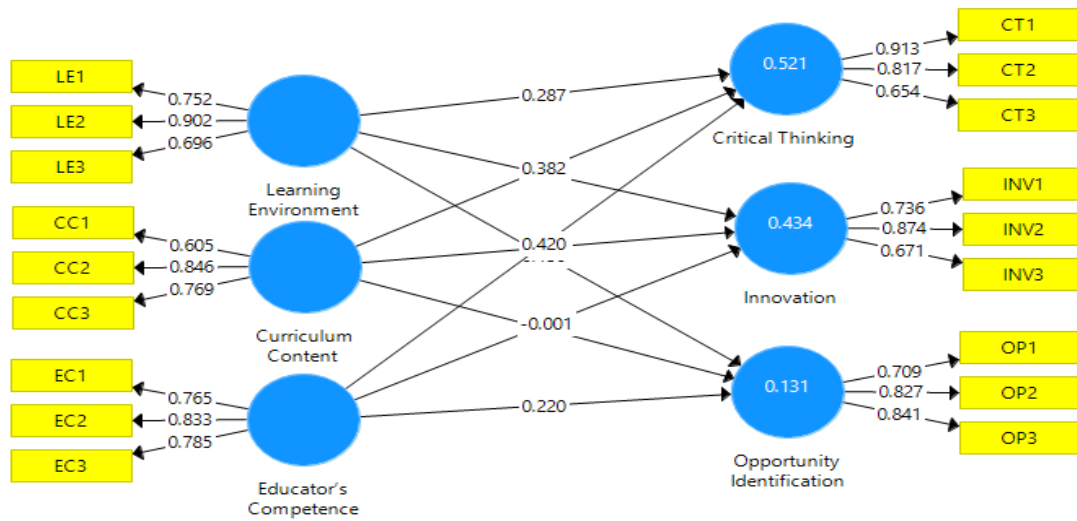 CT1
0.913
0.521
CT2
0.817
0.654
CT3
Critical Thinking
LE1
0.752
LE2
0.902
0.696
LE3
Learning
Environment
0.287
0.382
0.420
-0.001
0.220
INV1
0.736
0.434
INV2
0.874
0.671
INV3
Innovation
CC1
0.605
CC2
0.846
0.769
CC3
Curriculum
Content
EC1
0.765
EC2
0.833
0.785
EC3
Educator's
Competence
OP1
0.709
0.131
OP2
0.827
0.841
OP3
Opportunity
Identification